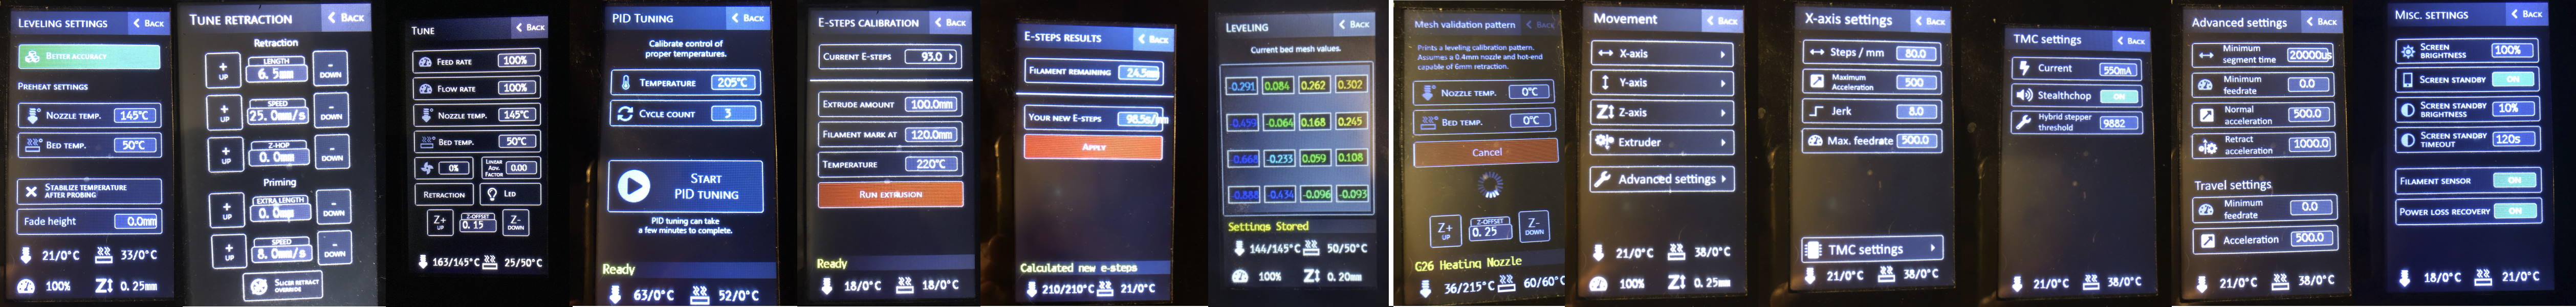 LEVELING SETTINGS
< BACK
BETTER ACCURACY
PREHEAT SETTINGS
NOZZLE TEMP. 145°C
BED TEMP. 50°C
STABILIZE TEMPERATURE
AFTER PROBING
Fade height 0.0mm
21/0°C 33/0°C
100% Z 0.25mm
TUNE RETRACTION
< BACK
Retraction
+ UP LENGTH 6.5mm - DOWN
+ UP SPEED 25.0mm/s - DOWN
+ UP Z-HOP 0.0mm - DOWN
Priming
+ UP EXTRA LENGTH 0.0mm - DOWN
+ UP SPEED 8.0mm/s - DOWN
SLICER RETRACT
OVERRIDE
TUNE
< BACK
FEED RATE 100%
FLOW RATE 100%
NOZZLE TEMP. 145°C
BED TEMP. 50°C
0% LINEAR ADV. FACTOR 0.00
RETRACTION LED
Z+ UP Z-OFFSET 0.15 Z- DOWN
163/145°C 25/50°C
PID TUNING
< BACK
Calibrate control of
proper temperatures.
TEMPERATURE 205°C
CYCLE COUNT 3
START
PID TUNING
PID tuning can take
a few minutes to complete.
Ready
63/0°C 52/0°C
E-STEPS CALIBRATION
< BACK
CURRENT E-STEPS 93.0
EXTRUDE AMOUNT 100.0mm
FILAMENT MARK AT 120.0mm
TEMPERATURE 220°C
RUN EXTRUSION
Ready
18/0°C 18/0°C
E-STEPS RESULTS
< BACK
FILAMENT REMAINING 24.5mm
YOUR NEW E-STEPS 98.5s/mm
APPLY
Calculated new e-steps
210/210°C 21/0°C
LEVELING
< BACK
Current bed mesh values.
-0.291 0.084 0.262 0.302
-0.459 -0.064 0.168 0.245
-0.668 -0.233 0.059 0.108
-0.888 -0.434 -0.096 -0.093
Settings Stored
144/145°C 50/50°C
100% Z 0.20mm
Mesh validation pattern
< BACK
Prints a leveling calibration pattern.
Assumes a 0.4mm nozzle and hot-end
capable of 6mm retraction.
NOZZLE TEMP. 0°C
BED TEMP. 0°C
Cancel
Z+ UP Z-OFFSET 0.25 Z- DOWN
G26 Heating Nozzle
36/215°C 60/60°C
Movement
< BACK
X-axis
Y-axis
Z-axis
Extruder
Advanced settings
21/0°C 38/0°C
100% Z 0.25mm
X-axis settings
< BACK
Steps / mm 80.0
Maximum
Acceleration 500
Jerk 8.0
Max. feedrate 500.0
TMC settings
21/0°C 38/0°C
TMC settings
< BACK
Current 550mA
Stealthchop ON
Hybrid stepper
threshold 9882
21/0°C 38/0°C
Advanced settings
< BACK
Minimum
segment time 20000us
Minimum
feedrate 0.0
Normal
acceleration 500.0
Retract
acceleration 1000.0
Travel settings
Minimum
feedrate 0.0
Acceleration 500.0
21/0°C 38/0°C
MISC. SETTINGS
< BACK
SCREEN
BRIGHTNESS 100%
SCREEN STANDBY ON
SCREEN STANDBY
BRIGHTNESS 10%
SCREEN STANDBY
TIMEOUT 120s
FILAMENT SENSOR ON
POWER LOSS RECOVERY ON
18/0°C 21/0°C